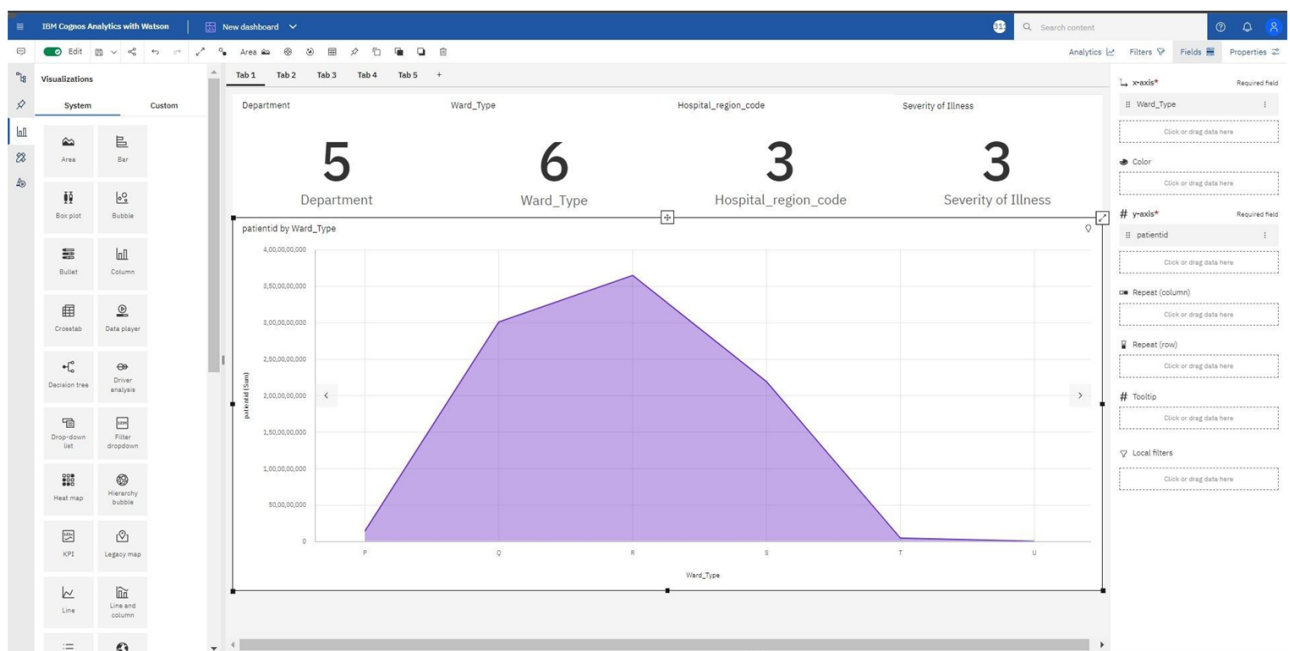 IBM Cognos Analytics with Watson
New dashboard
Search content
Edit
Area
Analytics
Filters
Fields
Properties
Visualizations
System
Custom
Area
Bar
Box plot
Bubble
Bullet
Column
Crosstab
Data player
Decision tree
Driver
analysis
Drop-down
list
Filter
dropdown
Heat map
Hierarchy
bubble
KPI
Legacy map
Line
Line and
column
Tab 1
Tab 2
Tab 3
Tab 4
Tab 5
+
Department
Ward_Type
Hospital_region_code
Severity of Illness
5
6
3
3
Department
Ward_Type
Hospital_region_code
Severity of Illness
patientid by Ward_Type
4,00,00,00,000
3,50,00,00,000
3,00,00,00,000
2,50,00,00,000
2,00,00,00,000
1,50,00,00,000
1,00,00,00,000
50,00,00,000
0
patientid (Sum)
P
Q
R
S
T
U
Ward_Type
x-axis*
Required field
Ward_Type
Click or drag data here
Color
Click or drag data here
# y-axis*
Required field
patientid
Click or drag data here
Repeat (column)
Click or drag data here
Repeat (row)
Click or drag data here
# Tooltip
Click or drag data here
Local filters
Click or drag data here